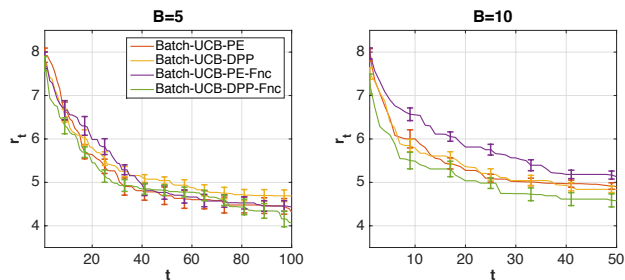 B=5
B=10
Batch-UCB-PE
Batch-UCB-DPP
Batch-UCB-PE-Fnc
Batch-UCB-DPP-Fnc
8
7
6
5
4
r_t
20
40
60
80
100
t
8
7
6
5
4
r_t
10
20
30
40
50
t